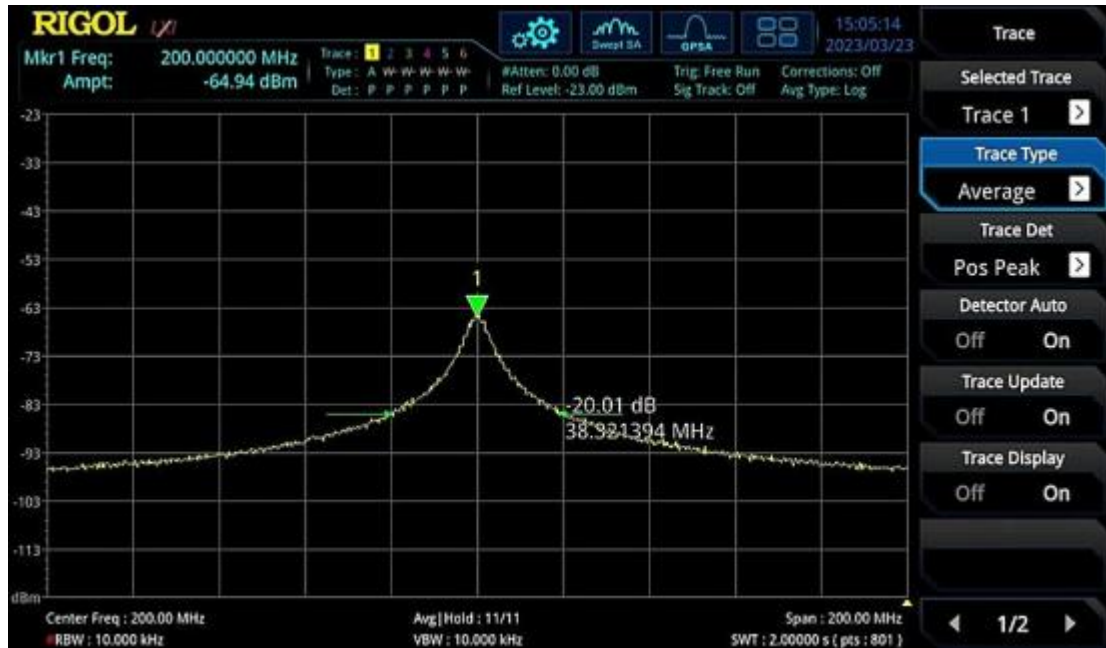 RIGOL LXI
15:05:14
2023/03/23
Swept SA
GPSA
Mkr1 Freq: 200.000000 MHz
Ampt: -64.94 dBm
Trace: 1 2 3 4 5 6
Type: A W W W W W
Det: P P P P P P
#Atten: 0.00 dB
Ref Level: -23.00 dBm
Trig: Free Run
Sig Track: Off
Corrections: Off
Avg Type: Log
-23
-33
-43
-53
-63
-73
-83
-93
-103
-113
dBm
1
-20.01 dB
38.321394 MHz
Center Freq : 200.00 MHz
Avg|Hold : 11/11
Span : 200.00 MHz
#RBW : 10.000 kHz
VBW : 10.000 kHz
SWT : 2.00000 s ( pts : 801 )
Trace
Selected Trace
Trace 1
Trace Type
Average
Trace Det
Pos Peak
Detector Auto
Off On
Trace Update
Off On
Trace Display
Off On
1/2